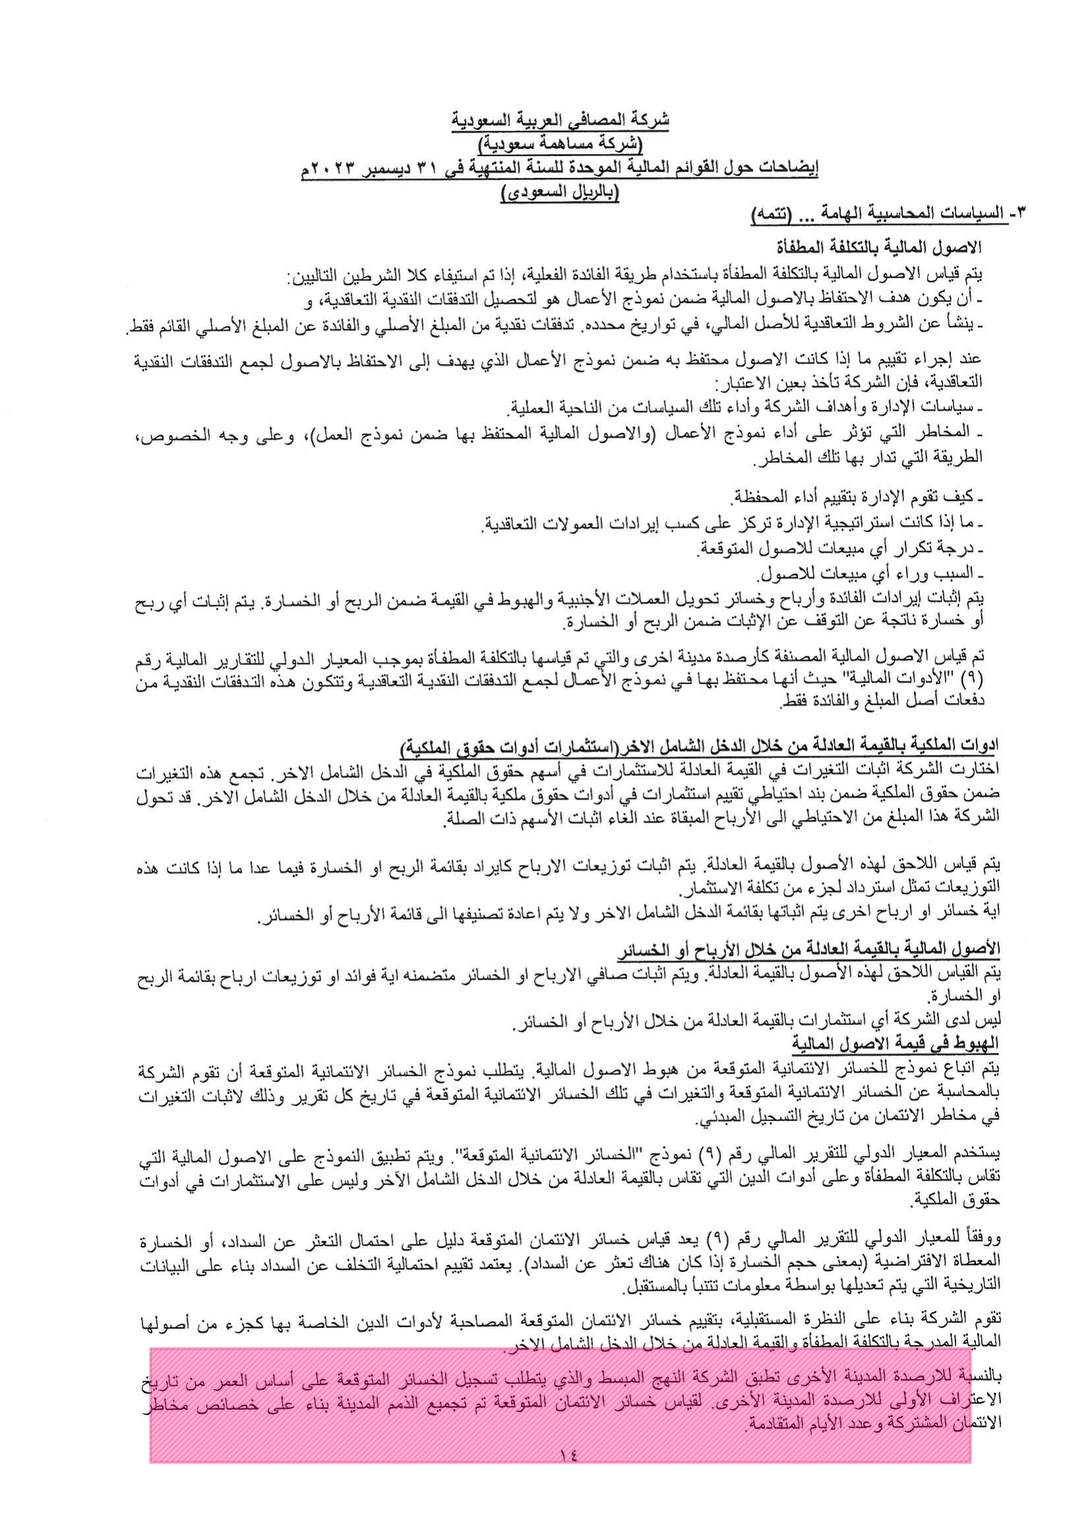 شركة المصافي العربية السعودية
(شركة مساهمة سعودية)
إيضاحات حول القوائم المالية الموحدة للسنة المنتهية في ٣١ ديسمبر ٢٠٢٣م
(بالريال السعودي)
٣- السياسات المحاسبية الهامة ... (تتمه)
الاصول المالية بالتكلفة المطفأة
يتم قياس الاصول المالية بالتكلفة المطفأة باستخدام طريقة الفائدة الفعلية، إذا تم استيفاء كلا الشرطين التاليين:
- أن يكون هدف الاحتفاظ بالاصول المالية ضمن نموذج الأعمال هو لتحصيل التدفقات النقدية التعاقدية، و
- ينشأ عن الشروط التعاقدية للأصل المالي، في تواريخ محدده. تدفقات نقدية من المبلغ الأصلي والفائدة عن المبلغ الأصلي القائم فقط.
عند إجراء تقييم ما إذا كانت الاصول محتفظ به ضمن نموذج الأعمال الذي يهدف إلى الاحتفاظ بالاصول لجمع التدفقات النقدية
التعاقدية، فإن الشركة تأخذ بعين الاعتبار:
- سياسات الإدارة وأهداف الشركة وأداء تلك السياسات من الناحية العملية.
- المخاطر التي تؤثر على أداء نموذج الأعمال (والاصول المالية المحتفظ بها ضمن نموذج العمل)، وعلى وجه الخصوص،
الطريقة التي تدار بها تلك المخاطر.
- كيف تقوم الإدارة بتقييم أداء المحفظة.
- ما إذا كانت استراتيجية الإدارة تركز على كسب إيرادات العمولات التعاقدية.
- درجة تكرار أي مبيعات للاصول المتوقعة.
- السبب وراء أي مبيعات للاصول.
يتم إثبات إيرادات الفائدة وأرباح وخسائر تحويل العملات الأجنبية والهبوط في القيمة ضمن الربح أو الخسارة. يتم إثبات أي ربح
أو خسارة ناتجة عن التوقف عن الإثبات ضمن الربح أو الخسارة.
تم قياس الاصول المالية المصنفة كأرصدة مدينة اخرى والتي تم قياسها بالتكلفة المطفأة بموجب المعيار الدولي للتقارير المالية رقم
(٩) "الأدوات المالية" حيث أنها محتفظ بها في نموذج الأعمال لجمع التدفقات النقدية التعاقدية وتتكون هذه التدفقات النقدية من
دفعات أصل المبلغ والفائدة فقط.
ادوات الملكية بالقيمة العادلة من خلال الدخل الشامل الاخر(استثمارات أدوات حقوق الملكية)
اختارت الشركة اثبات التغيرات في القيمة العادلة للاستثمارات في أسهم حقوق الملكية في الدخل الشامل الاخر. تجمع هذه التغيرات
ضمن حقوق الملكية ضمن بند احتياطي تقييم استثمارات في أدوات حقوق ملكية بالقيمة العادلة من خلال الدخل الشامل الاخر. قد تحول
الشركة هذا المبلغ من الاحتياطي الى الأرباح المبقاة عند الغاء اثبات الأسهم ذات الصلة.
يتم قياس اللاحق لهذه الأصول بالقيمة العادلة. يتم اثبات توزيعات الارباح كايراد بقائمة الربح او الخسارة فيما عدا ما إذا كانت هذه
التوزيعات تمثل استرداد لجزء من تكلفة الاستثمار.
اية خسائر او ارباح اخرى يتم اثباتها بقائمة الدخل الشامل الاخر ولا يتم اعادة تصنيفها الى قائمة الأرباح أو الخسائر.
الأصول المالية بالقيمة العادلة من خلال الأرباح أو الخسائر
يتم القياس اللاحق لهذه الأصول بالقيمة العادلة. ويتم اثبات صافي الارباح او الخسائر متضمنه اية فوائد او توزيعات ارباح بقائمة الربح
او الخسارة.
ليس لدى الشركة أي استثمارات بالقيمة العادلة من خلال الأرباح أو الخسائر.
الهبوط في قيمة الاصول المالية
يتم اتباع نموذج للخسائر الائتمانية المتوقعة من هبوط الاصول المالية. يتطلب نموذج الخسائر الائتمانية المتوقعة أن تقوم الشركة
بالمحاسبة عن الخسائر الائتمانية المتوقعة والتغيرات في تلك الخسائر الائتمانية المتوقعة في تاريخ كل تقرير وذلك لاثبات التغيرات
في مخاطر الائتمان من تاريخ التسجيل المبدئي.
يستخدم المعيار الدولي للتقرير المالي رقم (٩) نموذج "الخسائر الائتمانية المتوقعة". ويتم تطبيق النموذج على الاصول المالية التي
تقاس بالتكلفة المطفأة وعلى أدوات الدين التي تقاس بالقيمة العادلة من خلال الدخل الشامل الآخر وليس على الاستثمارات في أدوات
حقوق الملكية.
ووفقاً للمعيار الدولي للتقرير المالي رقم (٩) يعد قياس خسائر الائتمان المتوقعة دليل على احتمال التعثر عن السداد، أو الخسارة
المعطاة الافتراضية (بمعنى حجم الخسارة إذا كان هناك تعثر عن السداد). يعتمد تقييم احتمالية التخلف عن السداد بناء على البيانات
التاريخية التي يتم تعديلها بواسطة معلومات تتنبأ بالمستقبل.
تقوم الشركة بناء على النظرة المستقبلية، بتقييم خسائر الائتمان المتوقعة المصاحبة لأدوات الدين الخاصة بها كجزء من أصولها
المالية المدرجة بالتكلفة المطفأة والقيمة العادلة من خلال الدخل الشامل الاخر.
بالنسبة للارصدة المدينة الأخرى تطبق الشركة النهج المبسط والذي يتطلب تسجيل الخسائر المتوقعة على أساس العمر من تاريخ
الاعتراف الأولى للارصدة المدينة الأخرى. لقياس خسائر الائتمان المتوقعة تم تجميع الذمم المدينة بناء على خصائص مخاطر
الائتمان المشتركة وعدد الأيام المتقادمة.
١٤